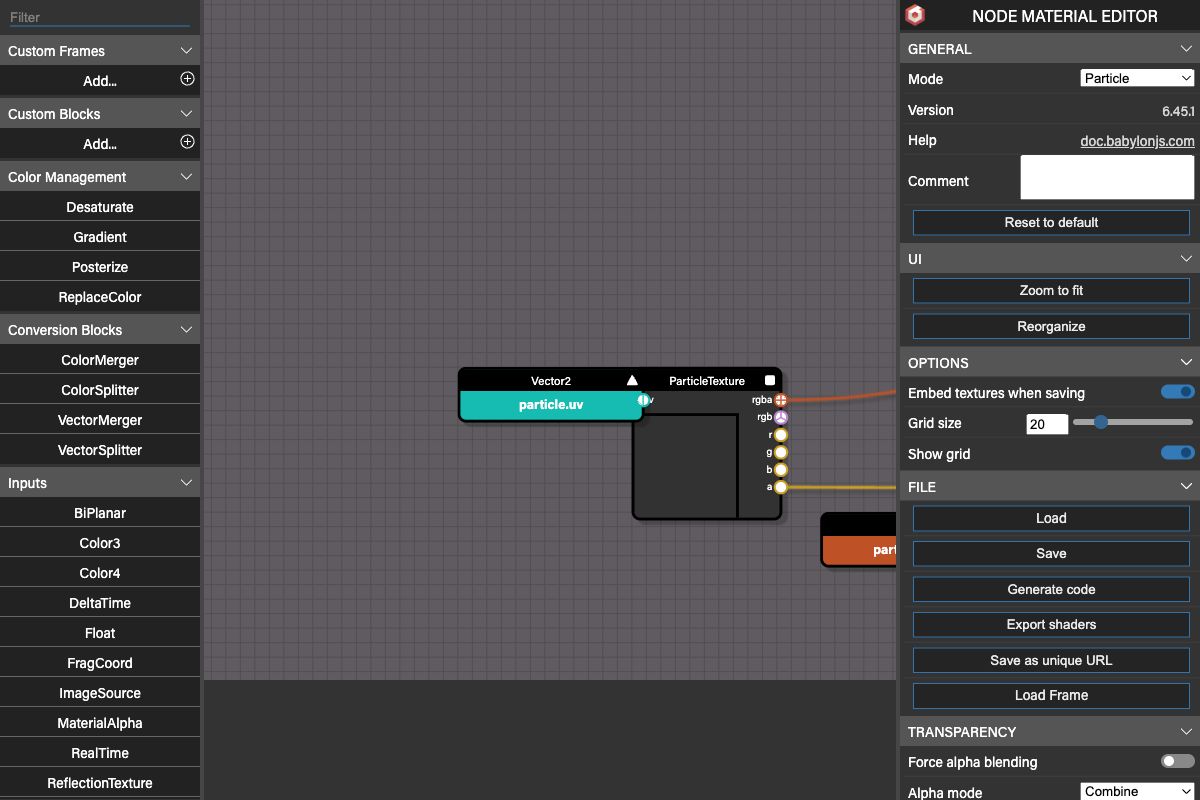 Filter
Custom Frames
Add...
Custom Blocks
Add...
Color Management
Desaturate
Gradient
Posterize
ReplaceColor
Conversion Blocks
ColorMerger
ColorSplitter
VectorMerger
VectorSplitter
Inputs
BiPlanar
Color3
Color4
DeltaTime
Float
FragCoord
ImageSource
MaterialAlpha
RealTime
ReflectionTexture
Vector2
particle.uv
ParticleTexture
v
rgba
rgb
r
g
b
a
part
NODE MATERIAL EDITOR
GENERAL
Mode Particle
Version 6.45.1
Help doc.babylonjs.com
Comment
Reset to default
UI
Zoom to fit
Reorganize
OPTIONS
Embed textures when saving
Grid size 20
Show grid
FILE
Load
Save
Generate code
Export shaders
Save as unique URL
Load Frame
TRANSPARENCY
Force alpha blending
Alpha mode Combine